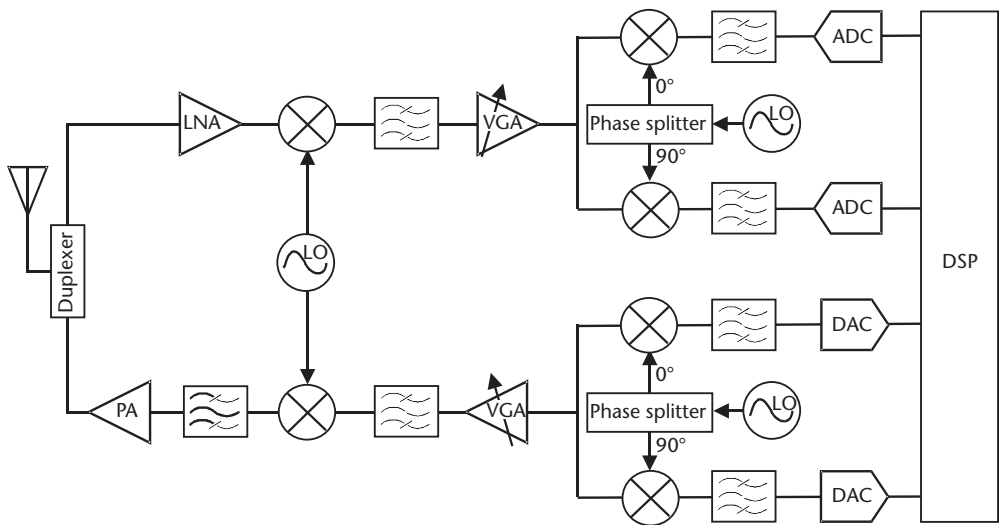 ADC
LNA
VGA
0°
Phase splitter
LO
90°
ADC
Duplexer
LO
DSP
DAC
0°
PA
VGA
Phase splitter
LO
90°
DAC